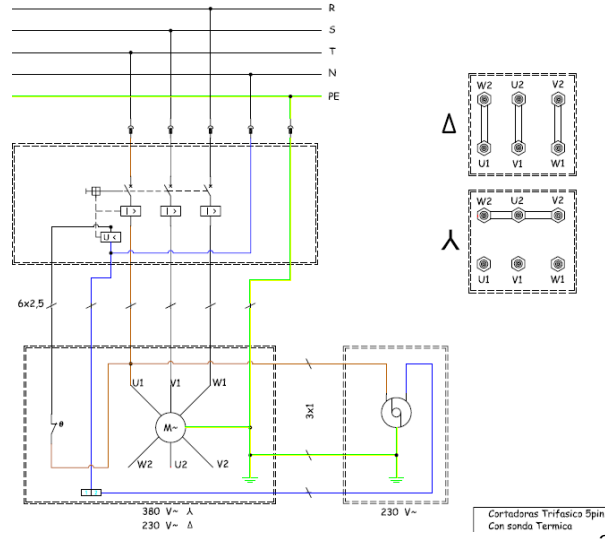 R
S
T
N
PE
W2 U2 V2
Δ
U1 V1 W1
I> I> I>
U <
W2 U2 V2
U1 V1 W1
6x2,5
U1 V1 W1
θ
M~
3x1
W2 U2 V2
380 V~ ⅄
230 V~ Δ
230 V~
Cortadoras Trifasico 5pin
Con sonda Termica